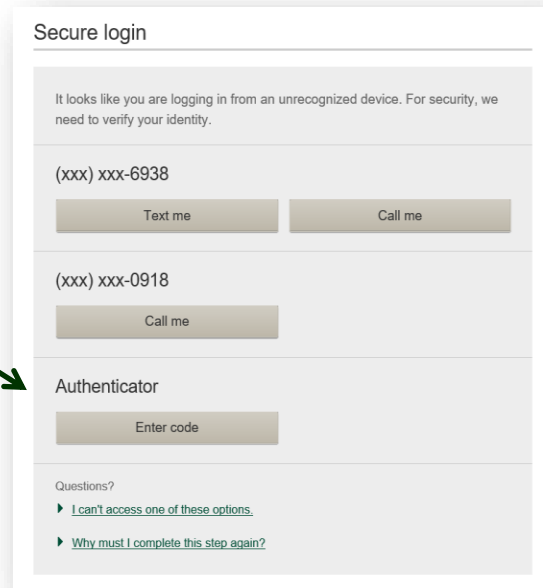 Secure login
It looks like you are logging in from an unrecognized device. For security, we
need to verify your identity.
(xxx) xxx-6938
Text me
Call me
(xxx) xxx-0918
Call me
Authenticator
Enter code
Questions?
I can't access one of these options.
Why must I complete this step again?